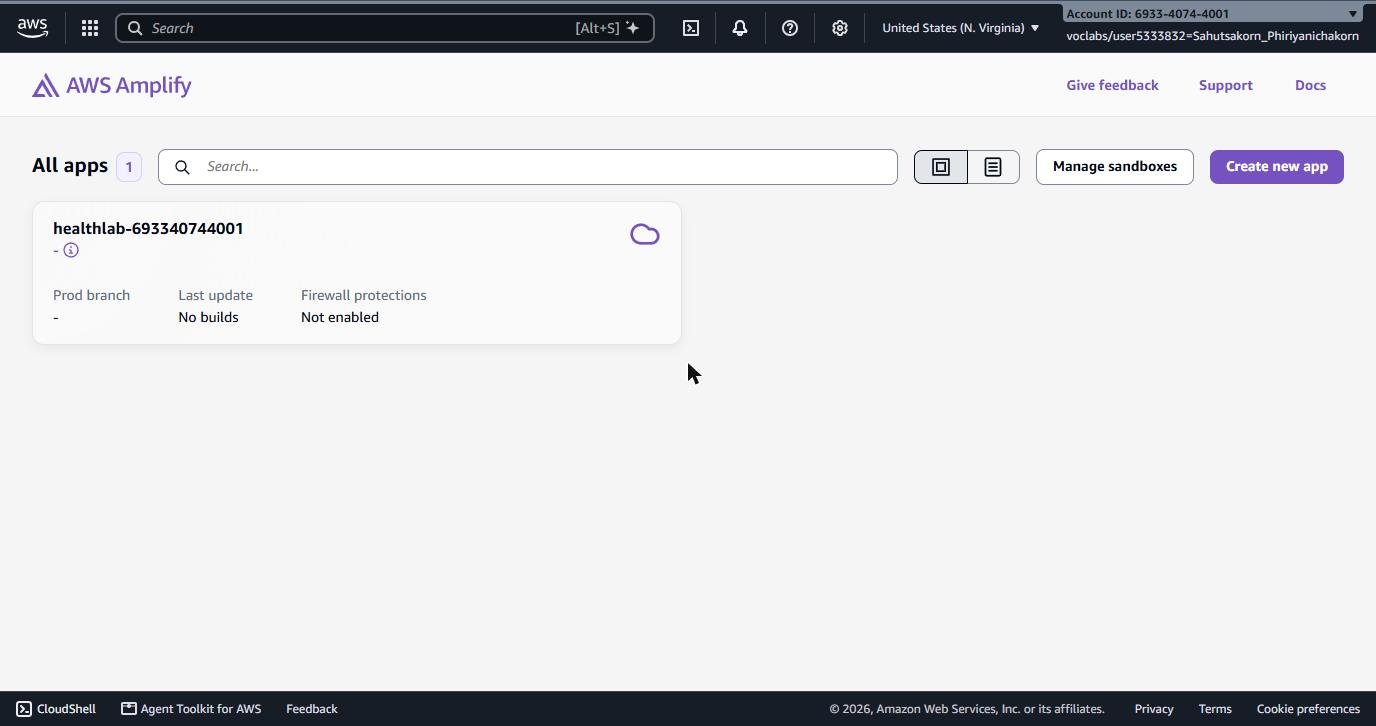 aws
Search
[Alt+S]
United States (N. Virginia)
Account ID: 6933-4074-4001
voclabs/user5333832=Sahutsakorn_Phiriyanichakorn
AWS Amplify
Give feedback
Support
Docs
All apps 1
Search...
Manage sandboxes
Create new app
healthlab-693340744001
-
Prod branch
Last update
Firewall protections
-
No builds
Not enabled
CloudShell
Agent Toolkit for AWS
Feedback
© 2026, Amazon Web Services, Inc. or its affiliates.
Privacy
Terms
Cookie preferences